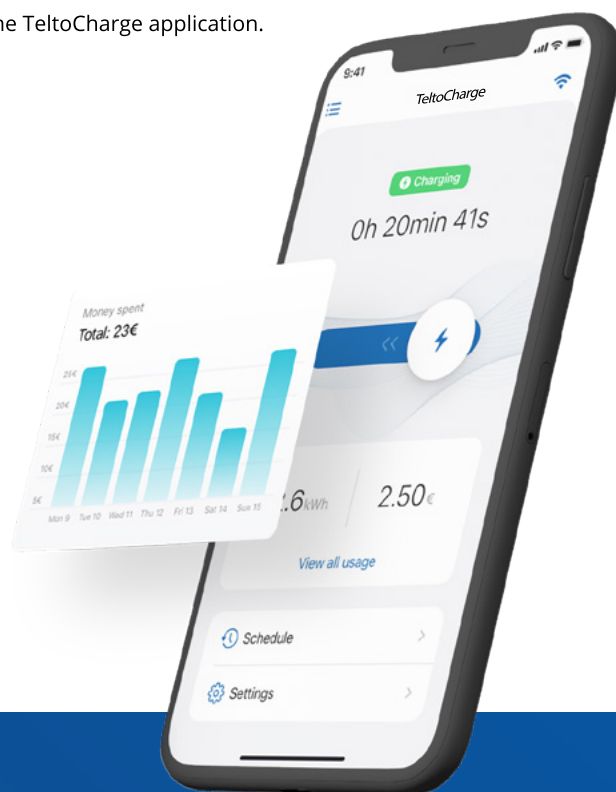 he TeltoCharge application.
9:41
TeltoCharge
Charging
0h 20min 41s
Money spent
Total: 23€
25€
20€
15€
10€
5€
Mon 9 Tue 10 Wed 11 Thu 12 Fri 13 Sat 14 Sun 15
.6kWh
2.50€
View all usage
Schedule
Settings